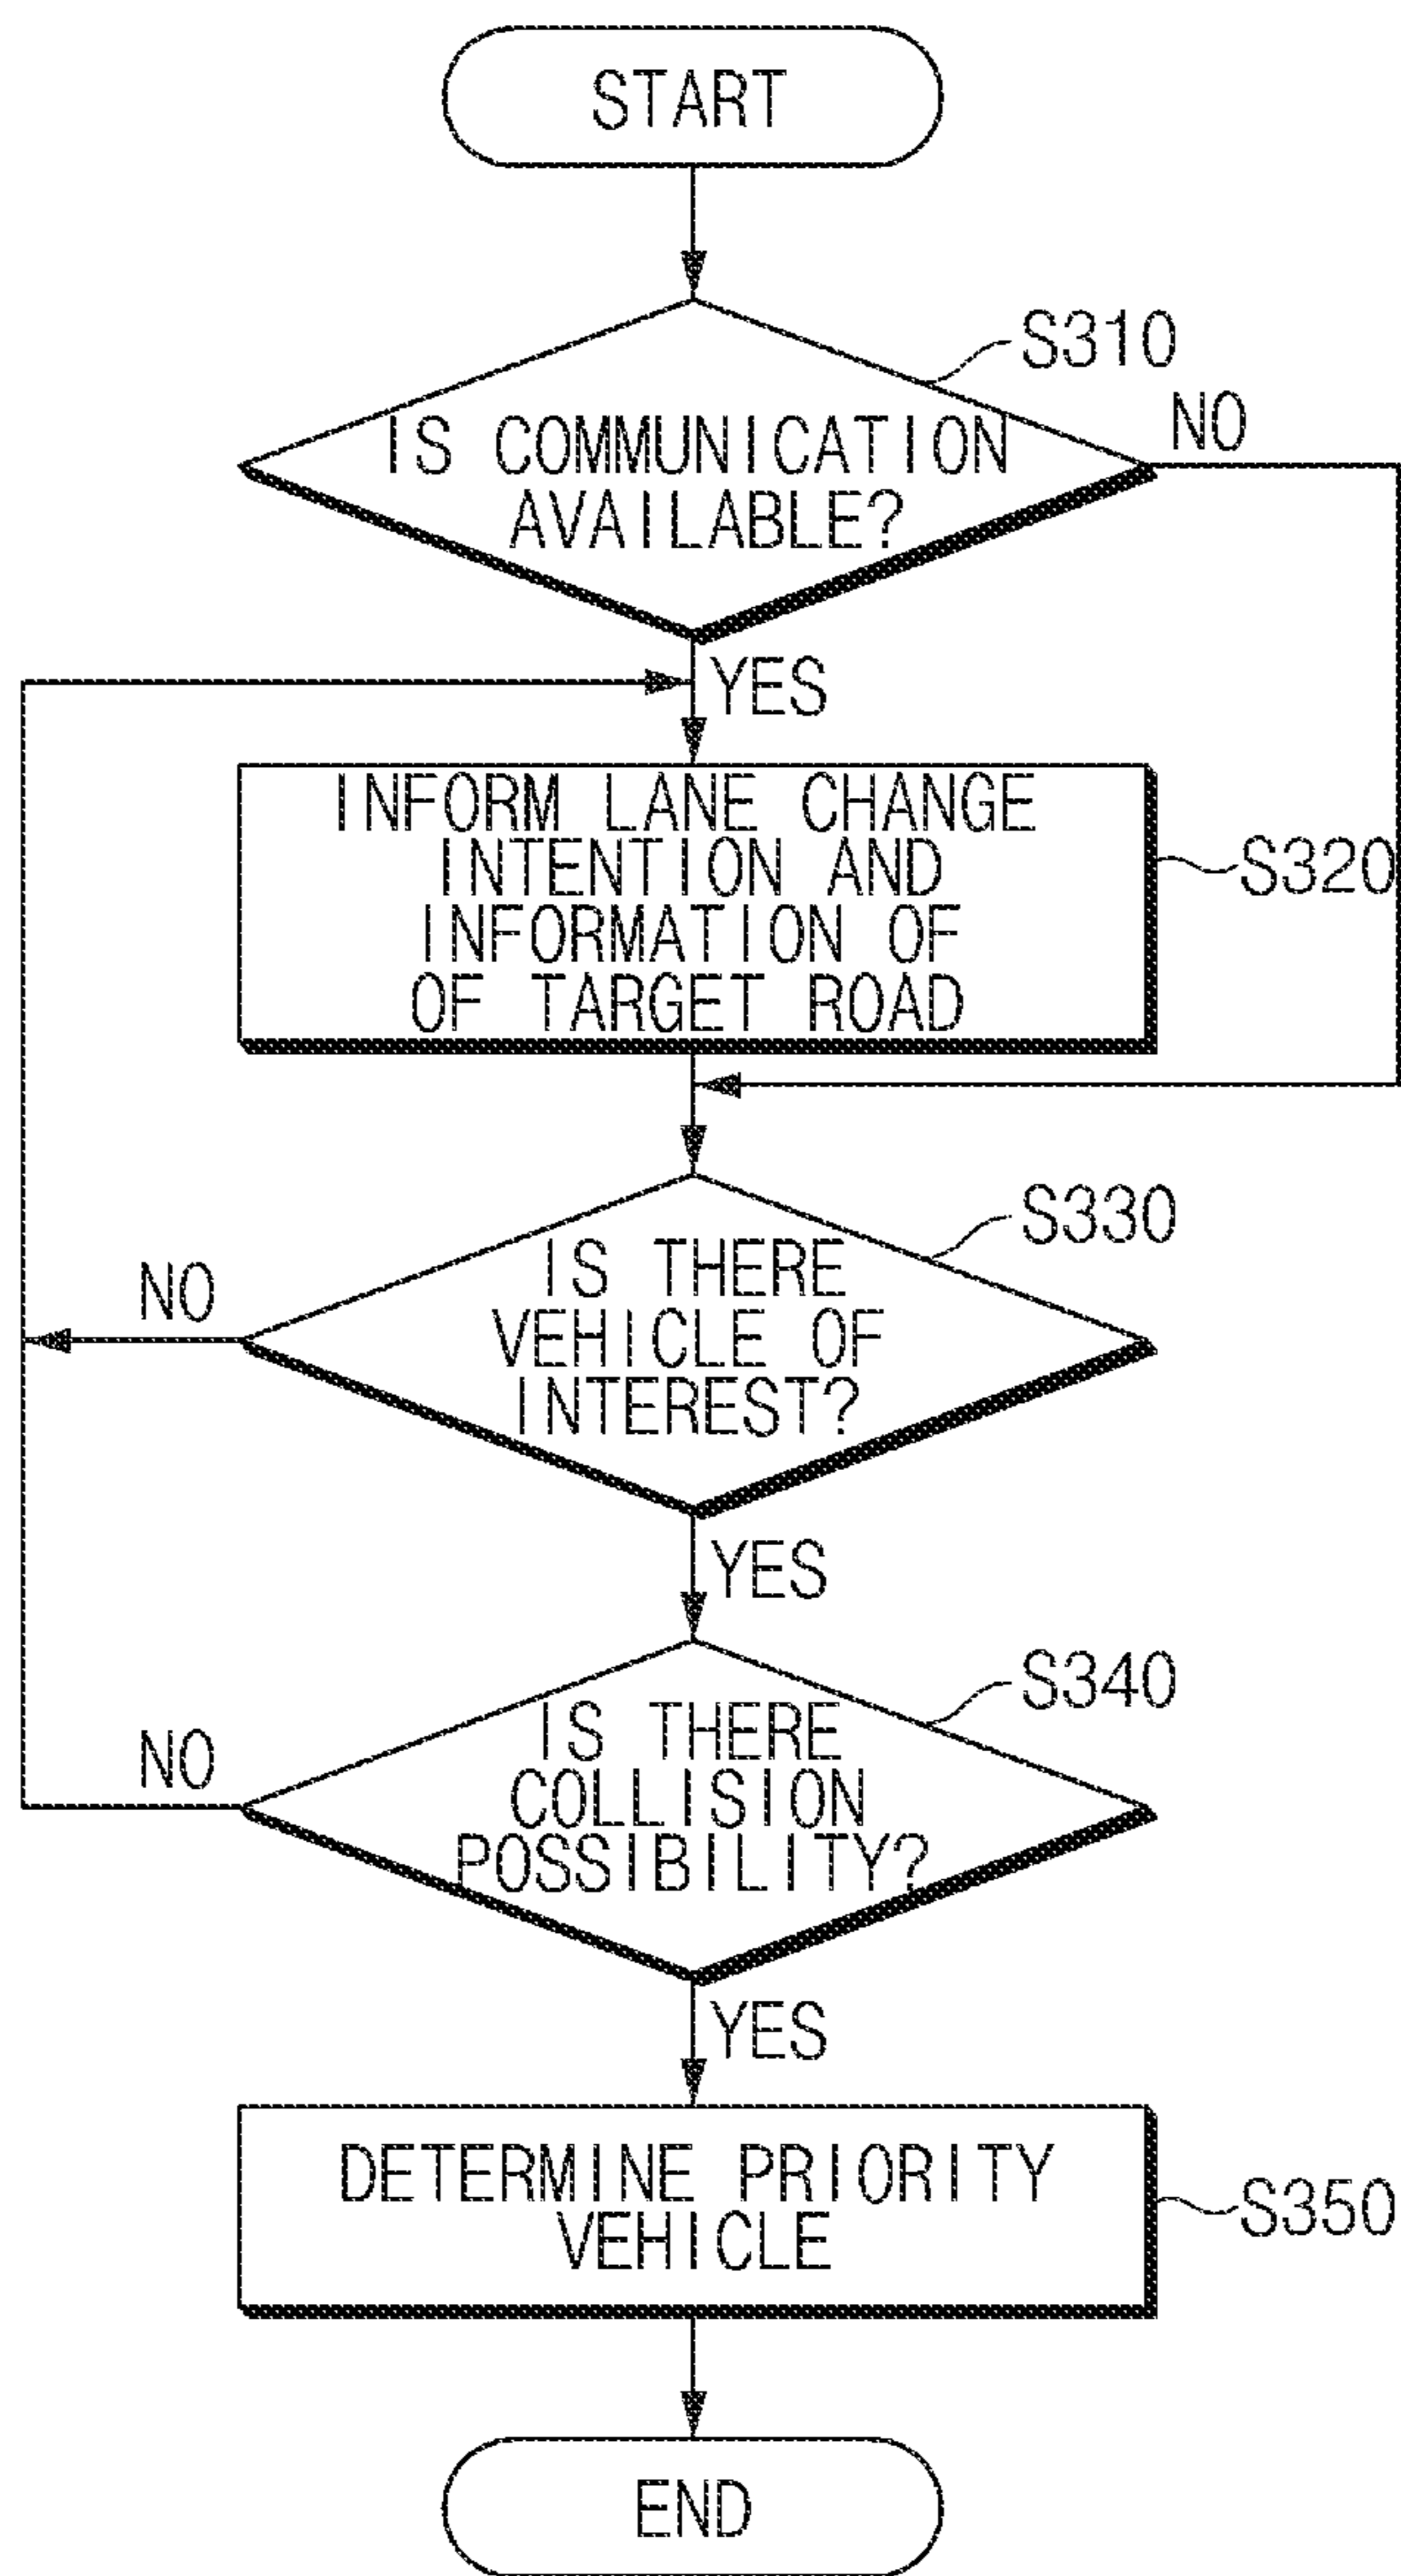 START
S310
IS COMMUNICATION
AVAILABLE?
NO
YES
INFORM LANE CHANGE
INTENTION AND
INFORMATION OF
OF TARGET ROAD
S320
S330
IS THERE
VEHICLE OF
INTEREST?
NO
YES
S340
IS THERE
COLLISION
POSSIBILITY?
NO
YES
DETERMINE PRIORITY
VEHICLE
S350
END